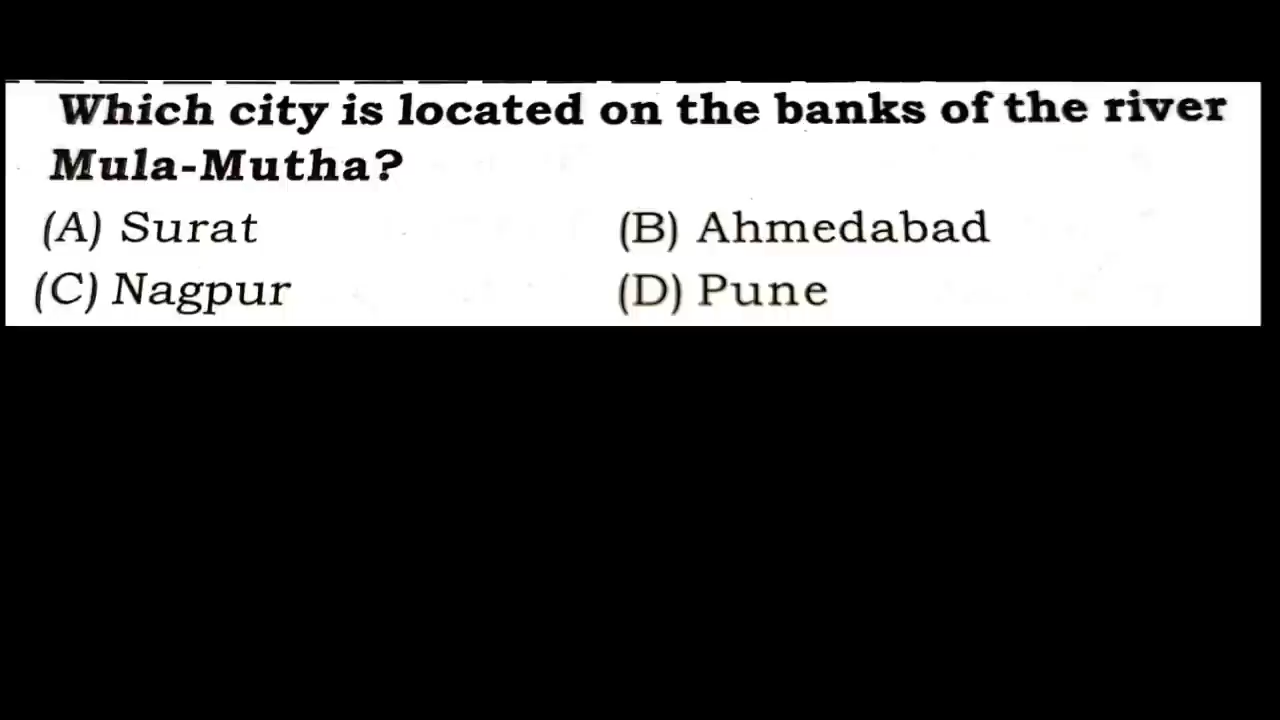 Which city is located on the banks of the river
Mula-Mutha?
(A) Surat (B) Ahmedabad
(C) Nagpur (D) Pune